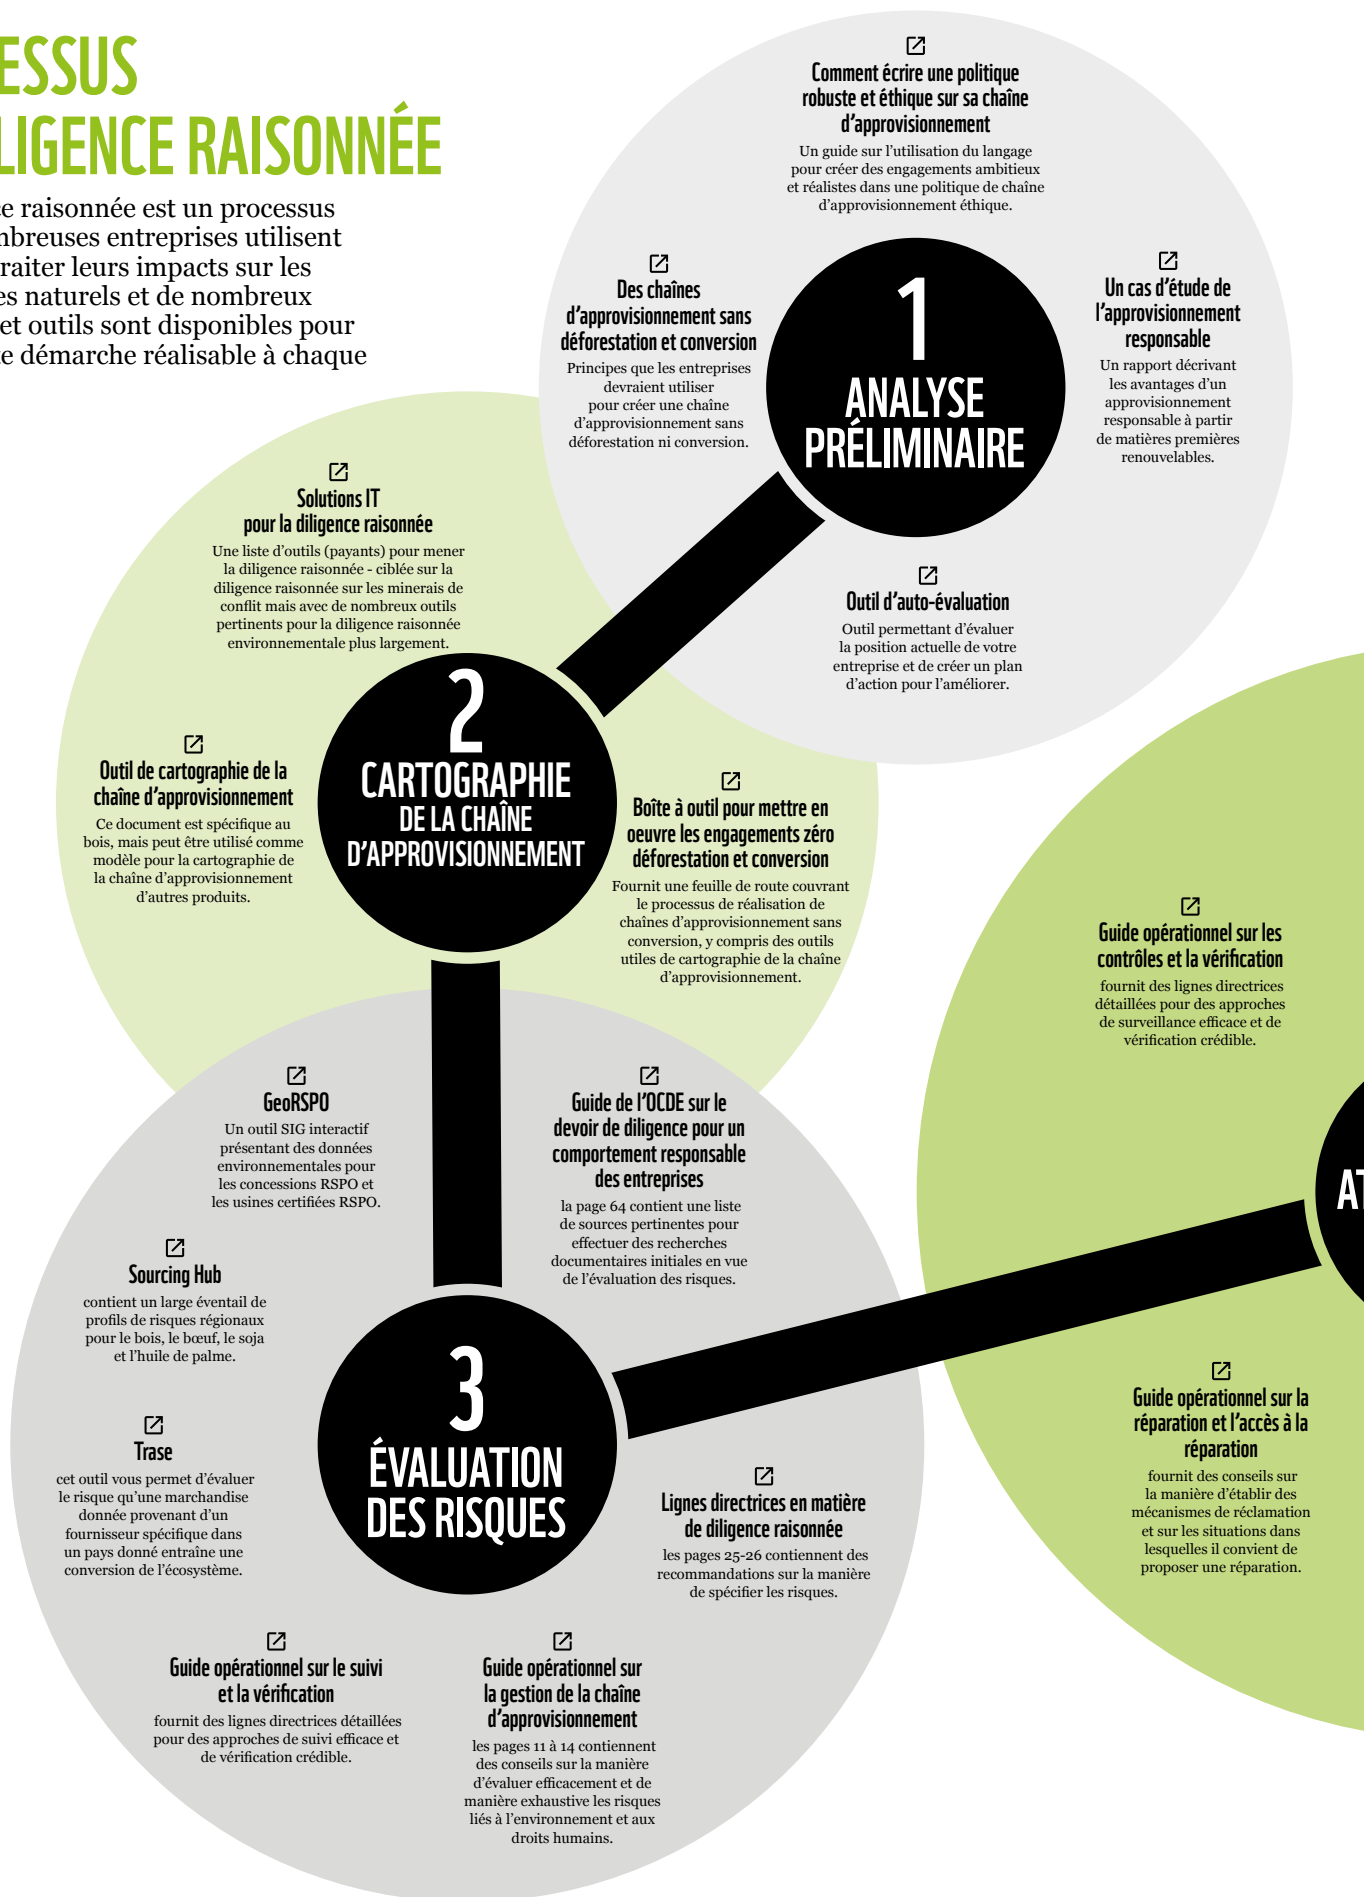 ESSUS
LIGENCE RAISONNÉE
e raisonnée est un processus
mbreuses entreprises utilisent
raiter leurs impacts sur les
es naturels et de nombreux
et outils sont disponibles pour
te démarche réalisable à chaque
Comment écrire une politique
robuste et éthique sur sa chaîne
d’approvisionnement
Un guide sur l’utilisation du langage
pour créer des engagements ambitieux
et réalistes dans une politique de chaîne
d’approvisionnement éthique.
Des chaînes
d’approvisionnement sans
déforestation et conversion
Principes que les entreprises
devraient utiliser
pour créer une chaîne
d’approvisionnement sans
déforestation ni conversion.
1
ANALYSE
PRÉLIMINAIRE
Un cas d’étude de
l’approvisionnement
responsable
Un rapport décrivant
les avantages d’un
approvisionnement
responsable à partir
de matières premières
renouvelables.
Outil d’auto-évaluation
Outil permettant d’évaluer
la position actuelle de votre
entreprise et de créer un plan
d’action pour l’améliorer.
Solutions IT
pour la diligence raisonnée
Une liste d’outils (payants) pour mener
la diligence raisonnée - ciblée sur la
diligence raisonnée sur les minerais de
conflit mais avec de nombreux outils
pertinents pour la diligence raisonnée
environnementale plus largement.
Outil de cartographie de la
chaîne d’approvisionnement
Ce document est spécifique au
bois, mais peut être utilisé comme
modèle pour la cartographie de
la chaîne d’approvisionnement
d’autres produits.
2
CARTOGRAPHIE
DE LA CHAÎNE
D’APPROVISIONNEMENT
Boîte à outil pour mettre en
oeuvre les engagements zéro
déforestation et conversion
Fournit une feuille de route couvrant
le processus de réalisation de
chaînes d’approvisionnement sans
conversion, y compris des outils
utiles de cartographie de la chaîne
d’approvisionnement.
GeoRSPO
Un outil SIG interactif
présentant des données
environnementales pour
les concessions RSPO et
les usines certifiées RSPO.
Guide de l’OCDE sur le
devoir de diligence pour un
comportement responsable
des entreprises
la page 64 contient une liste
de sources pertinentes pour
effectuer des recherches
documentaires initiales en vue
de l’évaluation des risques.
Sourcing Hub
contient un large éventail de
profils de risques régionaux
pour le bois, le bœuf, le soja
et l’huile de palme.
Trase
cet outil vous permet d’évaluer
le risque qu’une marchandise
donnée provenant d’un
fournisseur spécifique dans
un pays donné entraîne une
conversion de l’écosystème.
3
ÉVALUATION
DES RISQUES
Lignes directrices en matière
de diligence raisonnée
les pages 25-26 contiennent des
recommandations sur la manière
de spécifier les risques.
Guide opérationnel sur le suivi
et la vérification
fournit des lignes directrices détaillées
pour des approches de suivi efficace et
de vérification crédible.
Guide opérationnel sur
la gestion de la chaîne
d’approvisionnement
les pages 11 à 14 contiennent
des conseils sur la manière
d’évaluer efficacement et de
manière exhaustive les risques
liés à l’environnement et aux
droits humains.
Guide opérationnel sur les
contrôles et la vérification
fournit des lignes directrices
détaillées pour des approches
de surveillance efficace et de
vérification crédible.
AT
Guide opérationnel sur la
réparation et l’accès à la
réparation
fournit des conseils sur
la manière d’établir des
mécanismes de réclamation
et sur les situations dans
lesquelles il convient de
proposer une réparation.